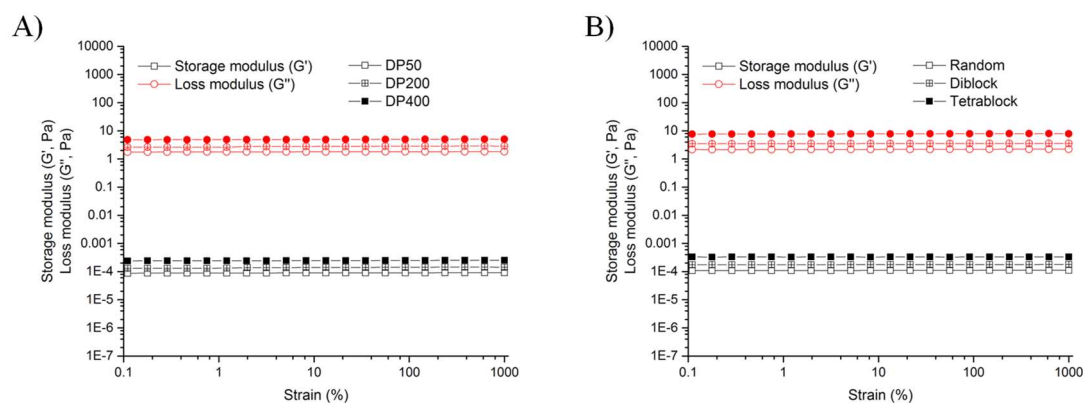 A)
10000
1000
100
10
1
0.1
0.01
0.001
1E-4
1E-5
1E-6
1E-7
Storage modulus (G', Pa)
Loss modulus (G'', Pa)
Storage modulus (G')
Loss modulus (G'')
DP50
DP200
DP400
0.1 1 10 100 1000
Strain (%)
B)
10000
1000
100
10
1
0.1
0.01
0.001
1E-4
1E-5
1E-6
1E-7
Storage modulus (G', Pa)
Loss modulus (G'', Pa)
Storage modulus (G')
Loss modulus (G'')
Random
Diblock
Tetrablock
0.1 1 10 100 1000
Strain (%)